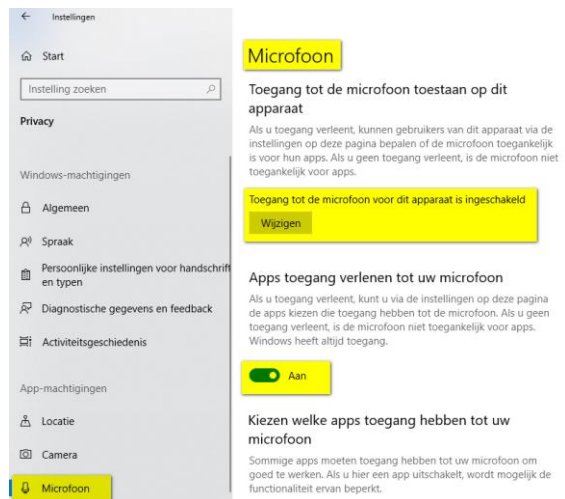 Instellingen
Start
Instelling zoeken
Privacy
Windows-machtigingen
Algemeen
Spraak
Persoonlijke instellingen voor handschrift
en typen
Diagnostische gegevens en feedback
Activiteitsgeschiedenis
App-machtigingen
Locatie
Camera
Microfoon
Microfoon
Toegang tot de microfoon toestaan op dit
apparaat
Als u toegang verleent, kunnen gebruikers van dit apparaat via de
instellingen op deze pagina bepalen of de microfoon toegankelijk
is voor hun apps. Als u geen toegang verleent, is de microfoon niet
toegankelijk voor apps.
Toegang tot de microfoon voor dit apparaat is ingeschakeld
Wijzigen
Apps toegang verlenen tot uw microfoon
Als u toegang verleent, kunt u via de instellingen op deze pagina
de apps kiezen die toegang hebben tot de microfoon. Als u geen
toegang verleent, is de microfoon niet toegankelijk voor apps.
Windows heeft altijd toegang.
Aan
Kiezen welke apps toegang hebben tot uw
microfoon
Sommige apps moeten toegang hebben tot uw microfoon om
goed te werken. Als u hier een app uitschakelt, wordt mogelijk de
functionaliteit ervan beperkt.